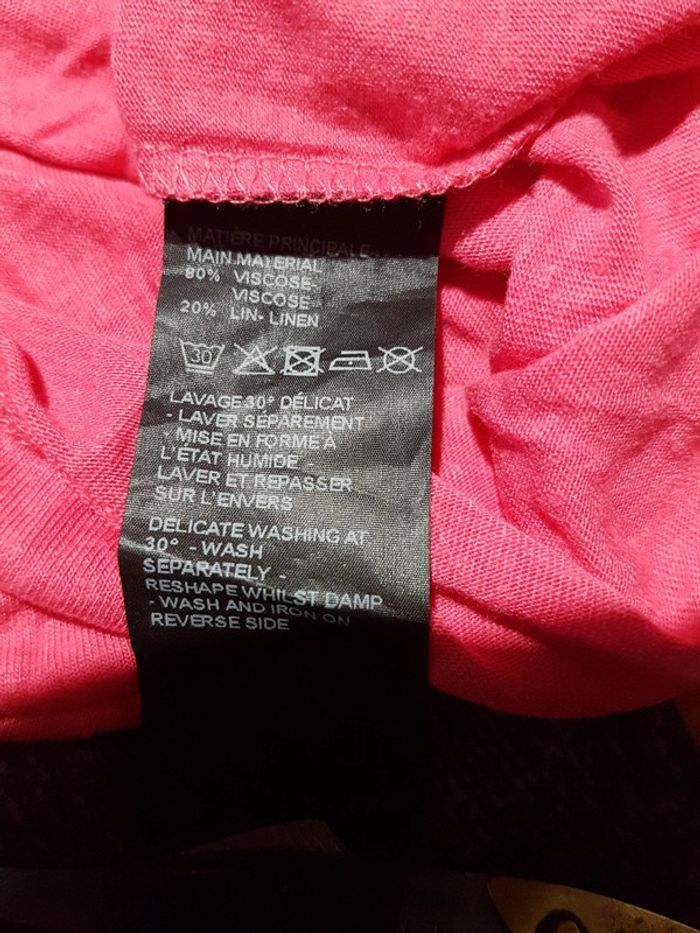 MATIÈRE PRINCIPALE
MAIN MATERIAL
80% VISCOSE-
VISCOSE
20% LIN- LINEN
30
LAVAGE 30° DÉLICAT
- LAVER SÉPAREMENT
- MISE EN FORME À
L'ÉTAT HUMIDE -
LAVER ET REPASSER
SUR L'ENVERS
DELICATE WASHING AT
30° - WASH
SEPARATELY -
RESHAPE WHILST DAMP
- WASH AND IRON ON
REVERSE SIDE